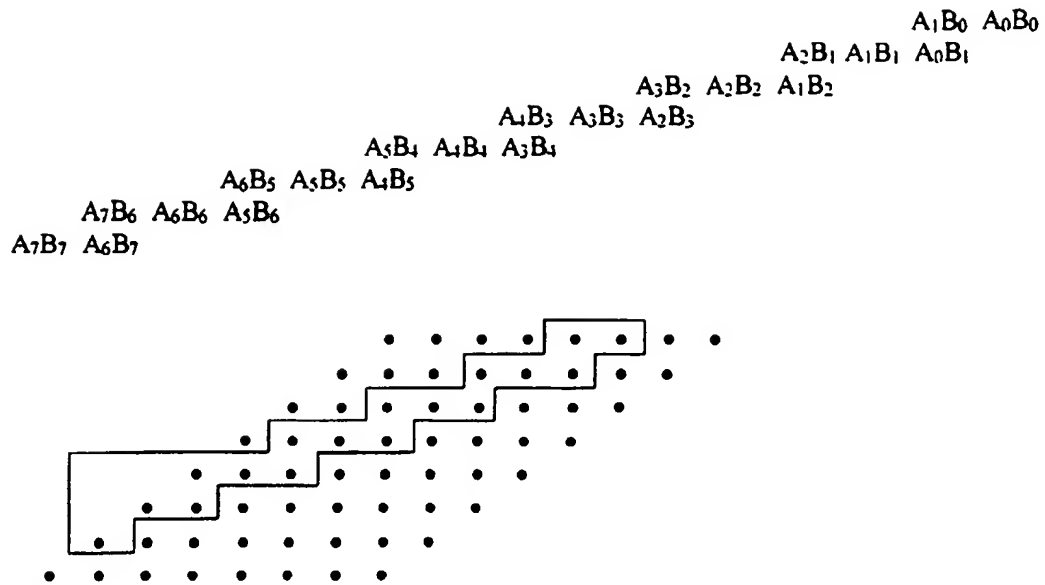 A₁B₀ A₀B₀
A₂B₁ A₁B₁ A₀B₁
A₃B₂ A₂B₂ A₁B₂
A₄B₃ A₃B₃ A₂B₃
A₅B₄ A₄B₄ A₃B₄
A₆B₅ A₅B₅ A₄B₅
A₇B₆ A₆B₆ A₅B₆
A₇B₇ A₆B₇